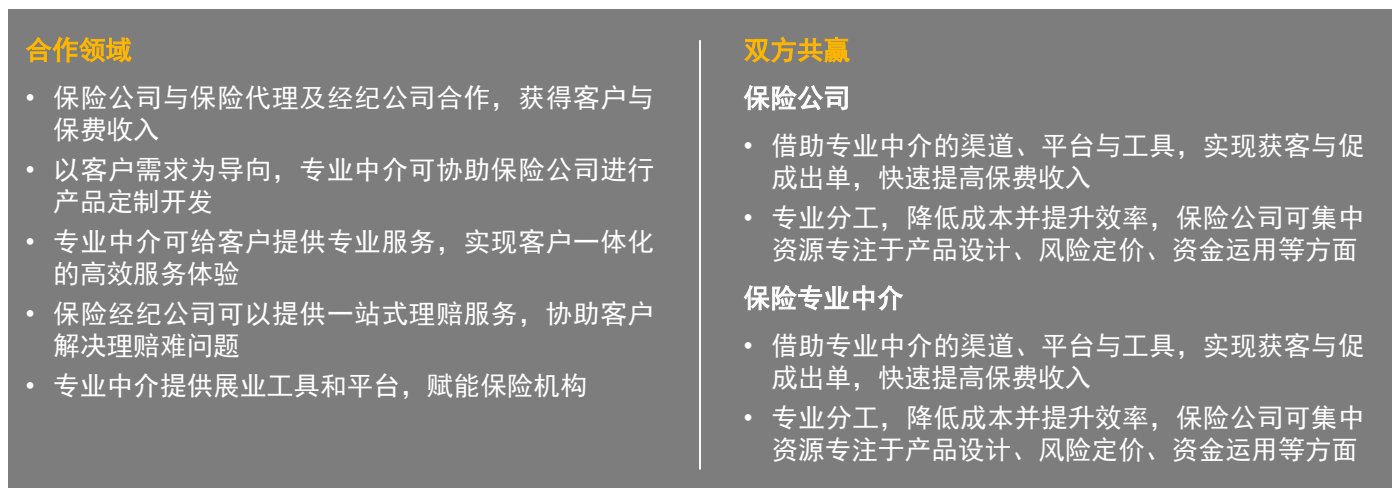 合作领域
• 保险公司与保险代理及经纪公司合作，获得客户与
保费收入
• 以客户需求为导向，专业中介可协助保险公司进行
产品定制开发
• 专业中介可给客户提供专业服务，实现客户一体化
的高效服务体验
• 保险经纪公司可以提供一站式理赔服务，协助客户
解决理赔难问题
• 专业中介提供展业工具和平台，赋能保险机构
双方共赢
保险公司
• 借助专业中介的渠道、平台与工具，实现获客与促
成出单，快速提高保费收入
• 专业分工，降低成本并提升效率，保险公司可集中
资源专注于产品设计、风险定价、资金运用等方面
保险专业中介
• 借助专业中介的渠道、平台与工具，实现获客与促
成出单，快速提高保费收入
• 专业分工，降低成本并提升效率，保险公司可集中
资源专注于产品设计、风险定价、资金运用等方面